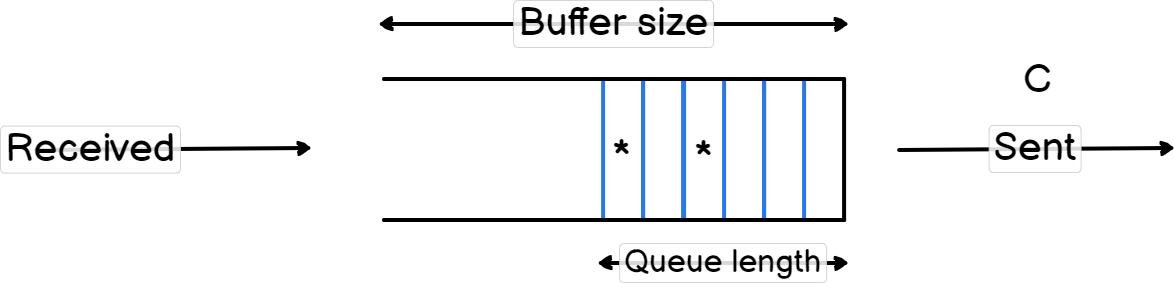 Buffer size
C
Received
* *
Sent
Queue length